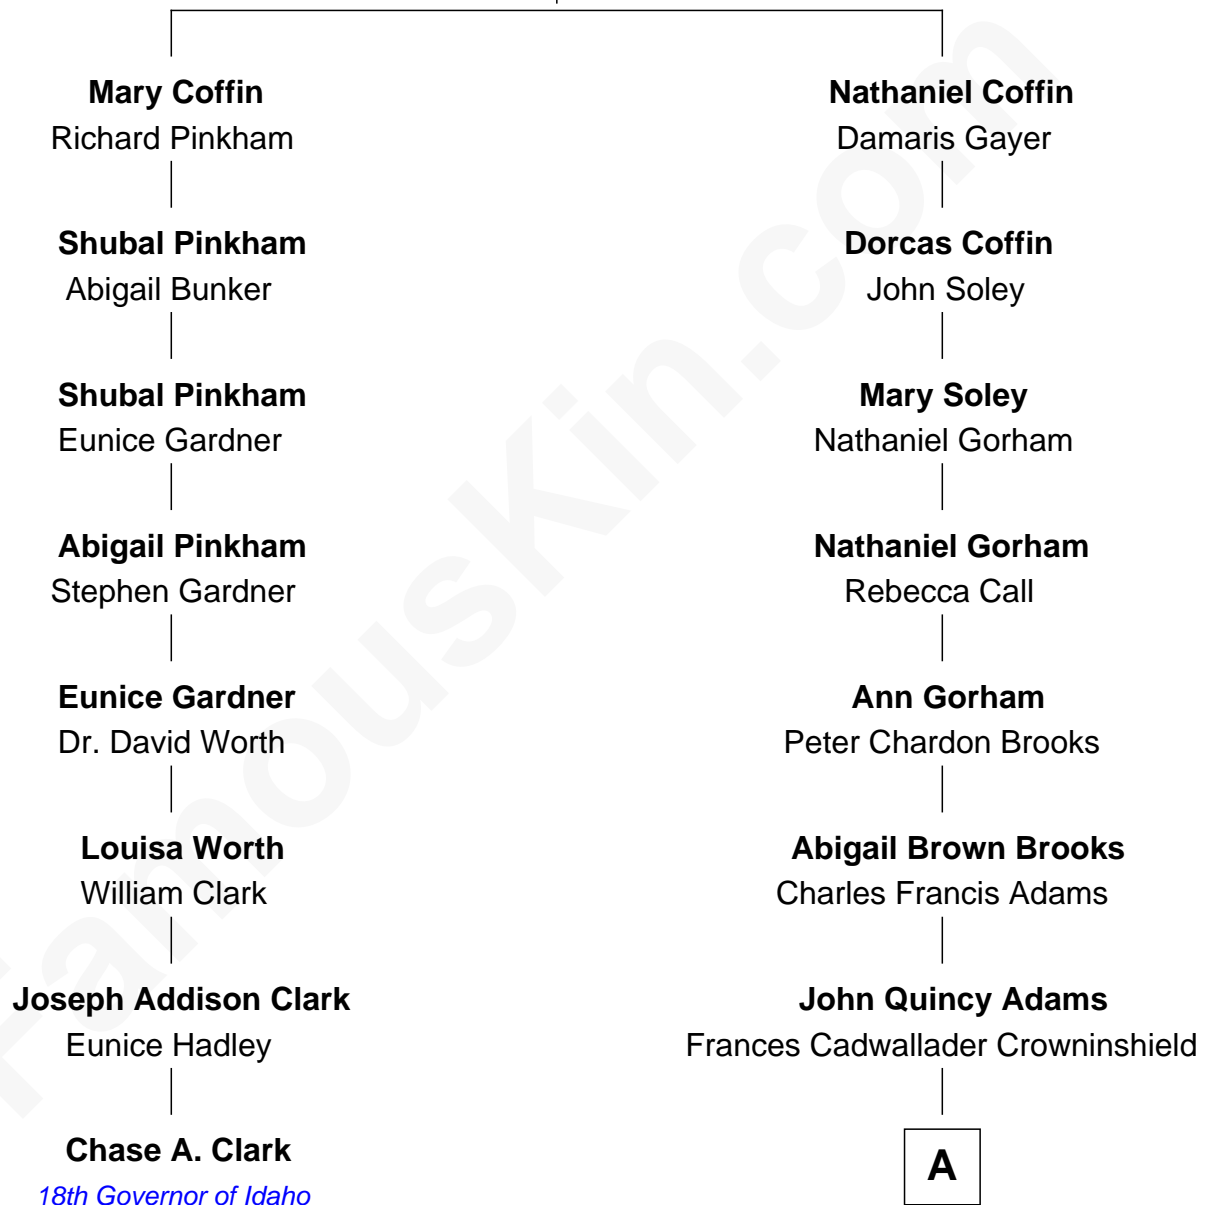 Mary Coffin
Richard Pinkham
Shubal Pinkham
Abigail Bunker
Shubal Pinkham
Eunice Gardner
Abigail Pinkham
Stephen Gardner
Eunice Gardner
Dr. David Worth
Louisa Worth
William Clark
Joseph Addison Clark
Eunice Hadley
Chase A. Clark
18th Governor of Idaho
Nathaniel Coffin
Damaris Gayer
Dorcas Coffin
John Soley
Mary Soley
Nathaniel Gorham
Nathaniel Gorham
Rebecca Call
Ann Gorham
Peter Chardon Brooks
Abigail Brown Brooks
Charles Francis Adams
John Quincy Adams
Frances Cadwallader Crowninshield
A
FamousKin.com